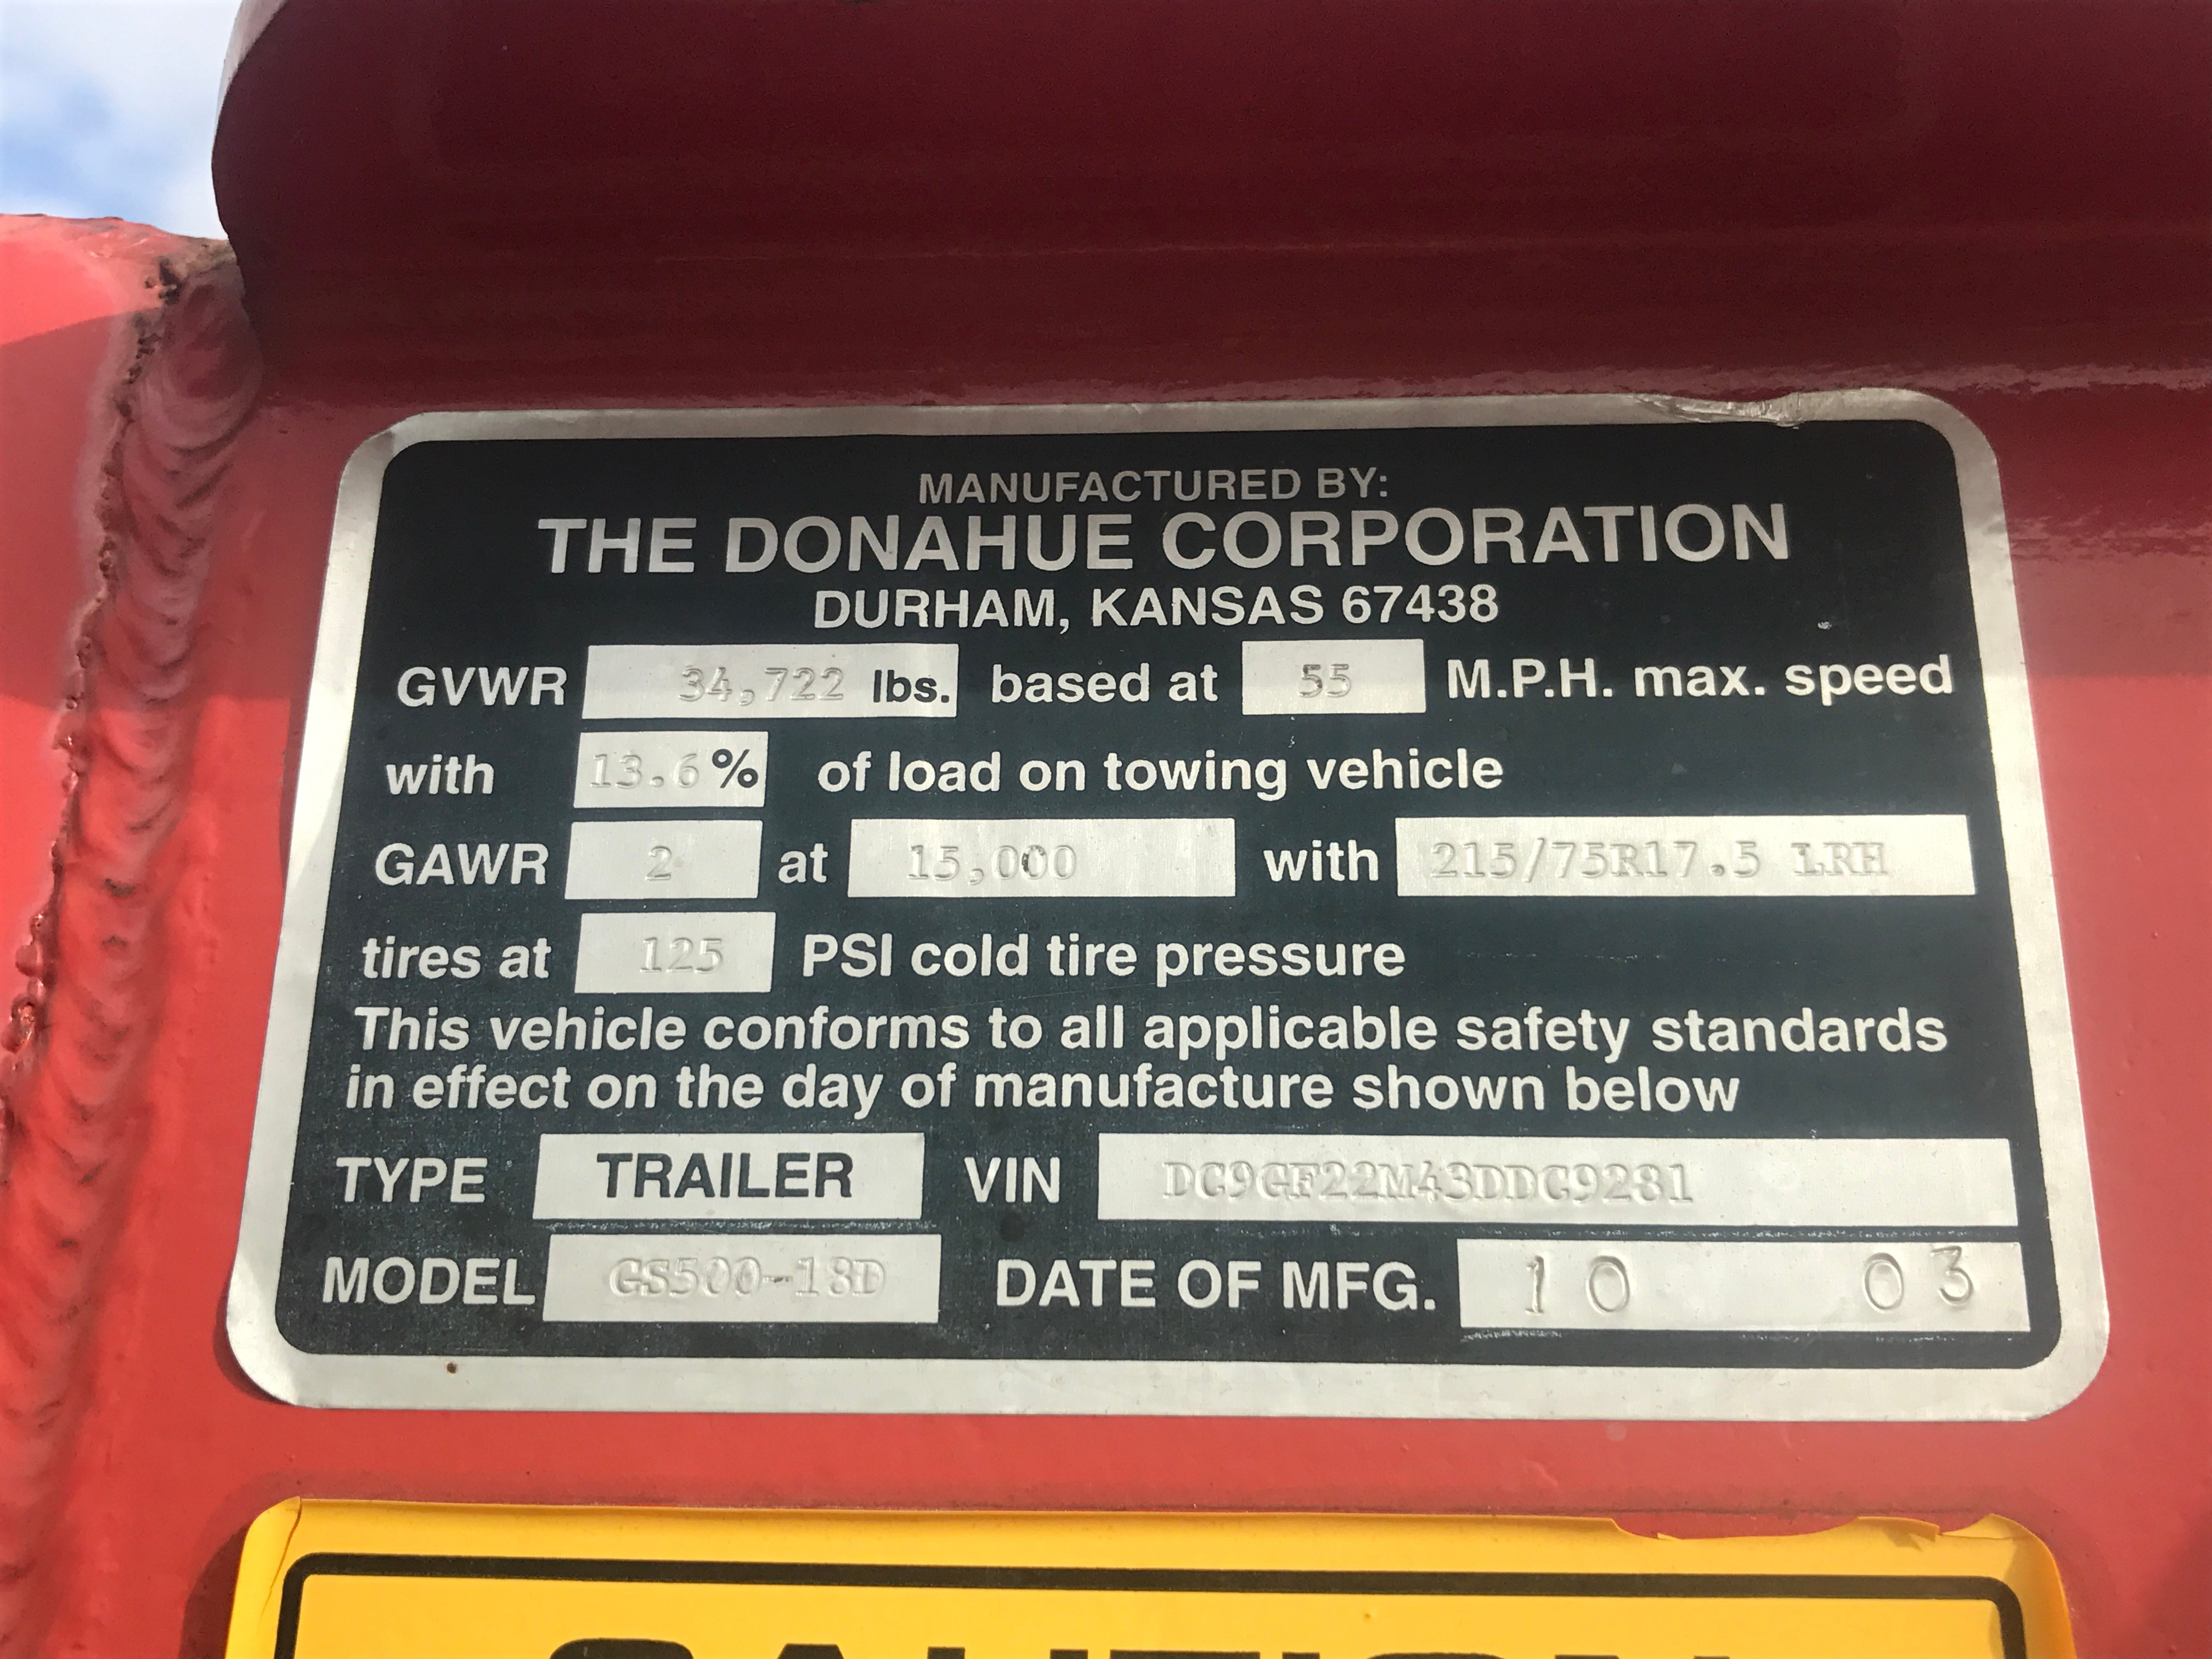 MANUFACTURED BY:
THE DONAHUE CORPORATION
DURHAM, KANSAS 67438
GVWR 34,722 lbs. based at 55 M.P.H. max. speed
with 13.6% of load on towing vehicle
GAWR 2 at 15,000 with 215/75R17.5 LRH
tires at 125 PSI cold tire pressure
This vehicle conforms to all applicable safety standards
in effect on the day of manufacture shown below
TYPE TRAILER VIN DC9GF22M43DDC9281
MODEL GS500-18D DATE OF MFG. 10 03
CAUTION